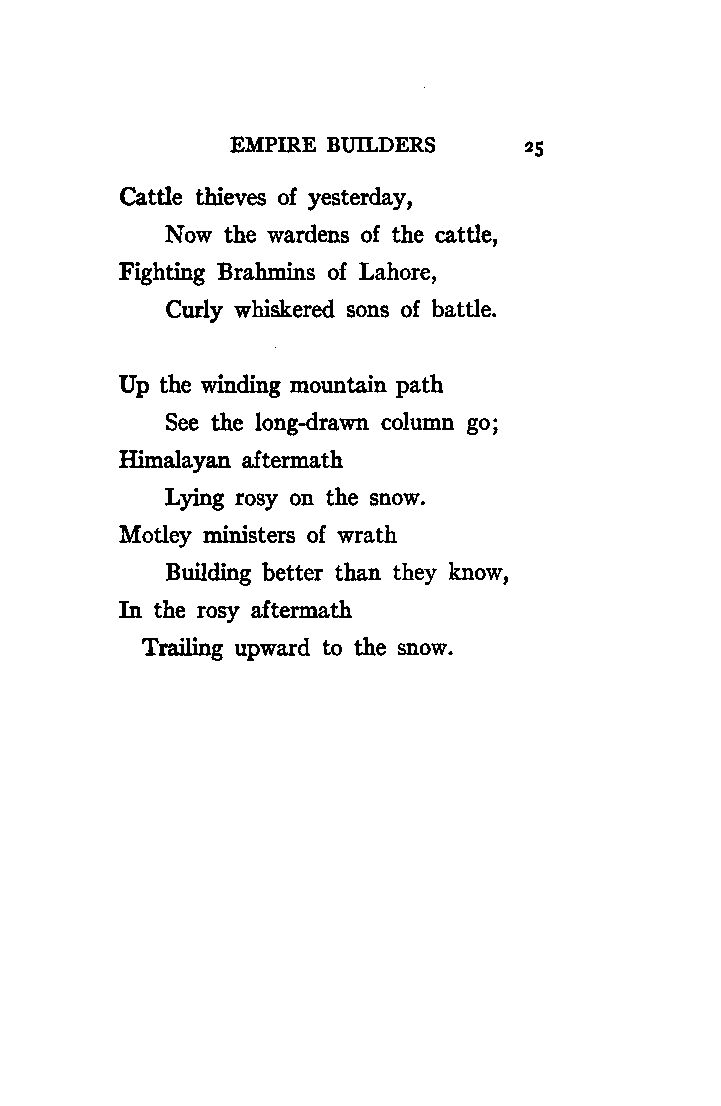 EMPIRE BUILDERS 25
Cattle thieves of yesterday,
Now the wardens of the cattle,
Fighting Brahmins of Lahore,
Curly whiskered sons of battle.
Up the winding mountain path
See the long-drawn column go;
Himalayan aftermath
Lying rosy on the snow.
Motley ministers of wrath
Building better than they know,
In the rosy aftermath
Trailing upward to the snow.